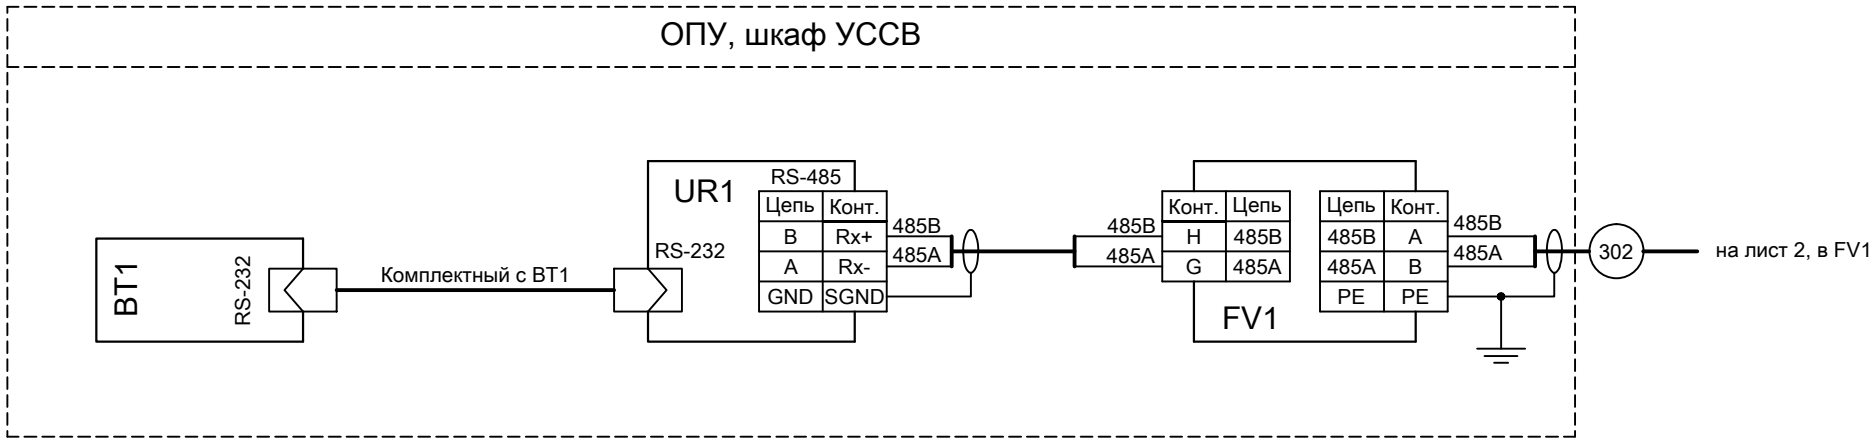 ОПУ, шкаф УССВ
BT1
RS-232
Комплектный с BT1
RS-232
UR1
RS-485
Цепь Конт.
B Rx+ 485B
A Rx- 485A
GND SGND
FV1
Конт. Цепь
485B H 485B
485A G 485A
Цепь Конт.
485B A 485B
485A B 485A
PE PE
302
на лист 2, в FV1